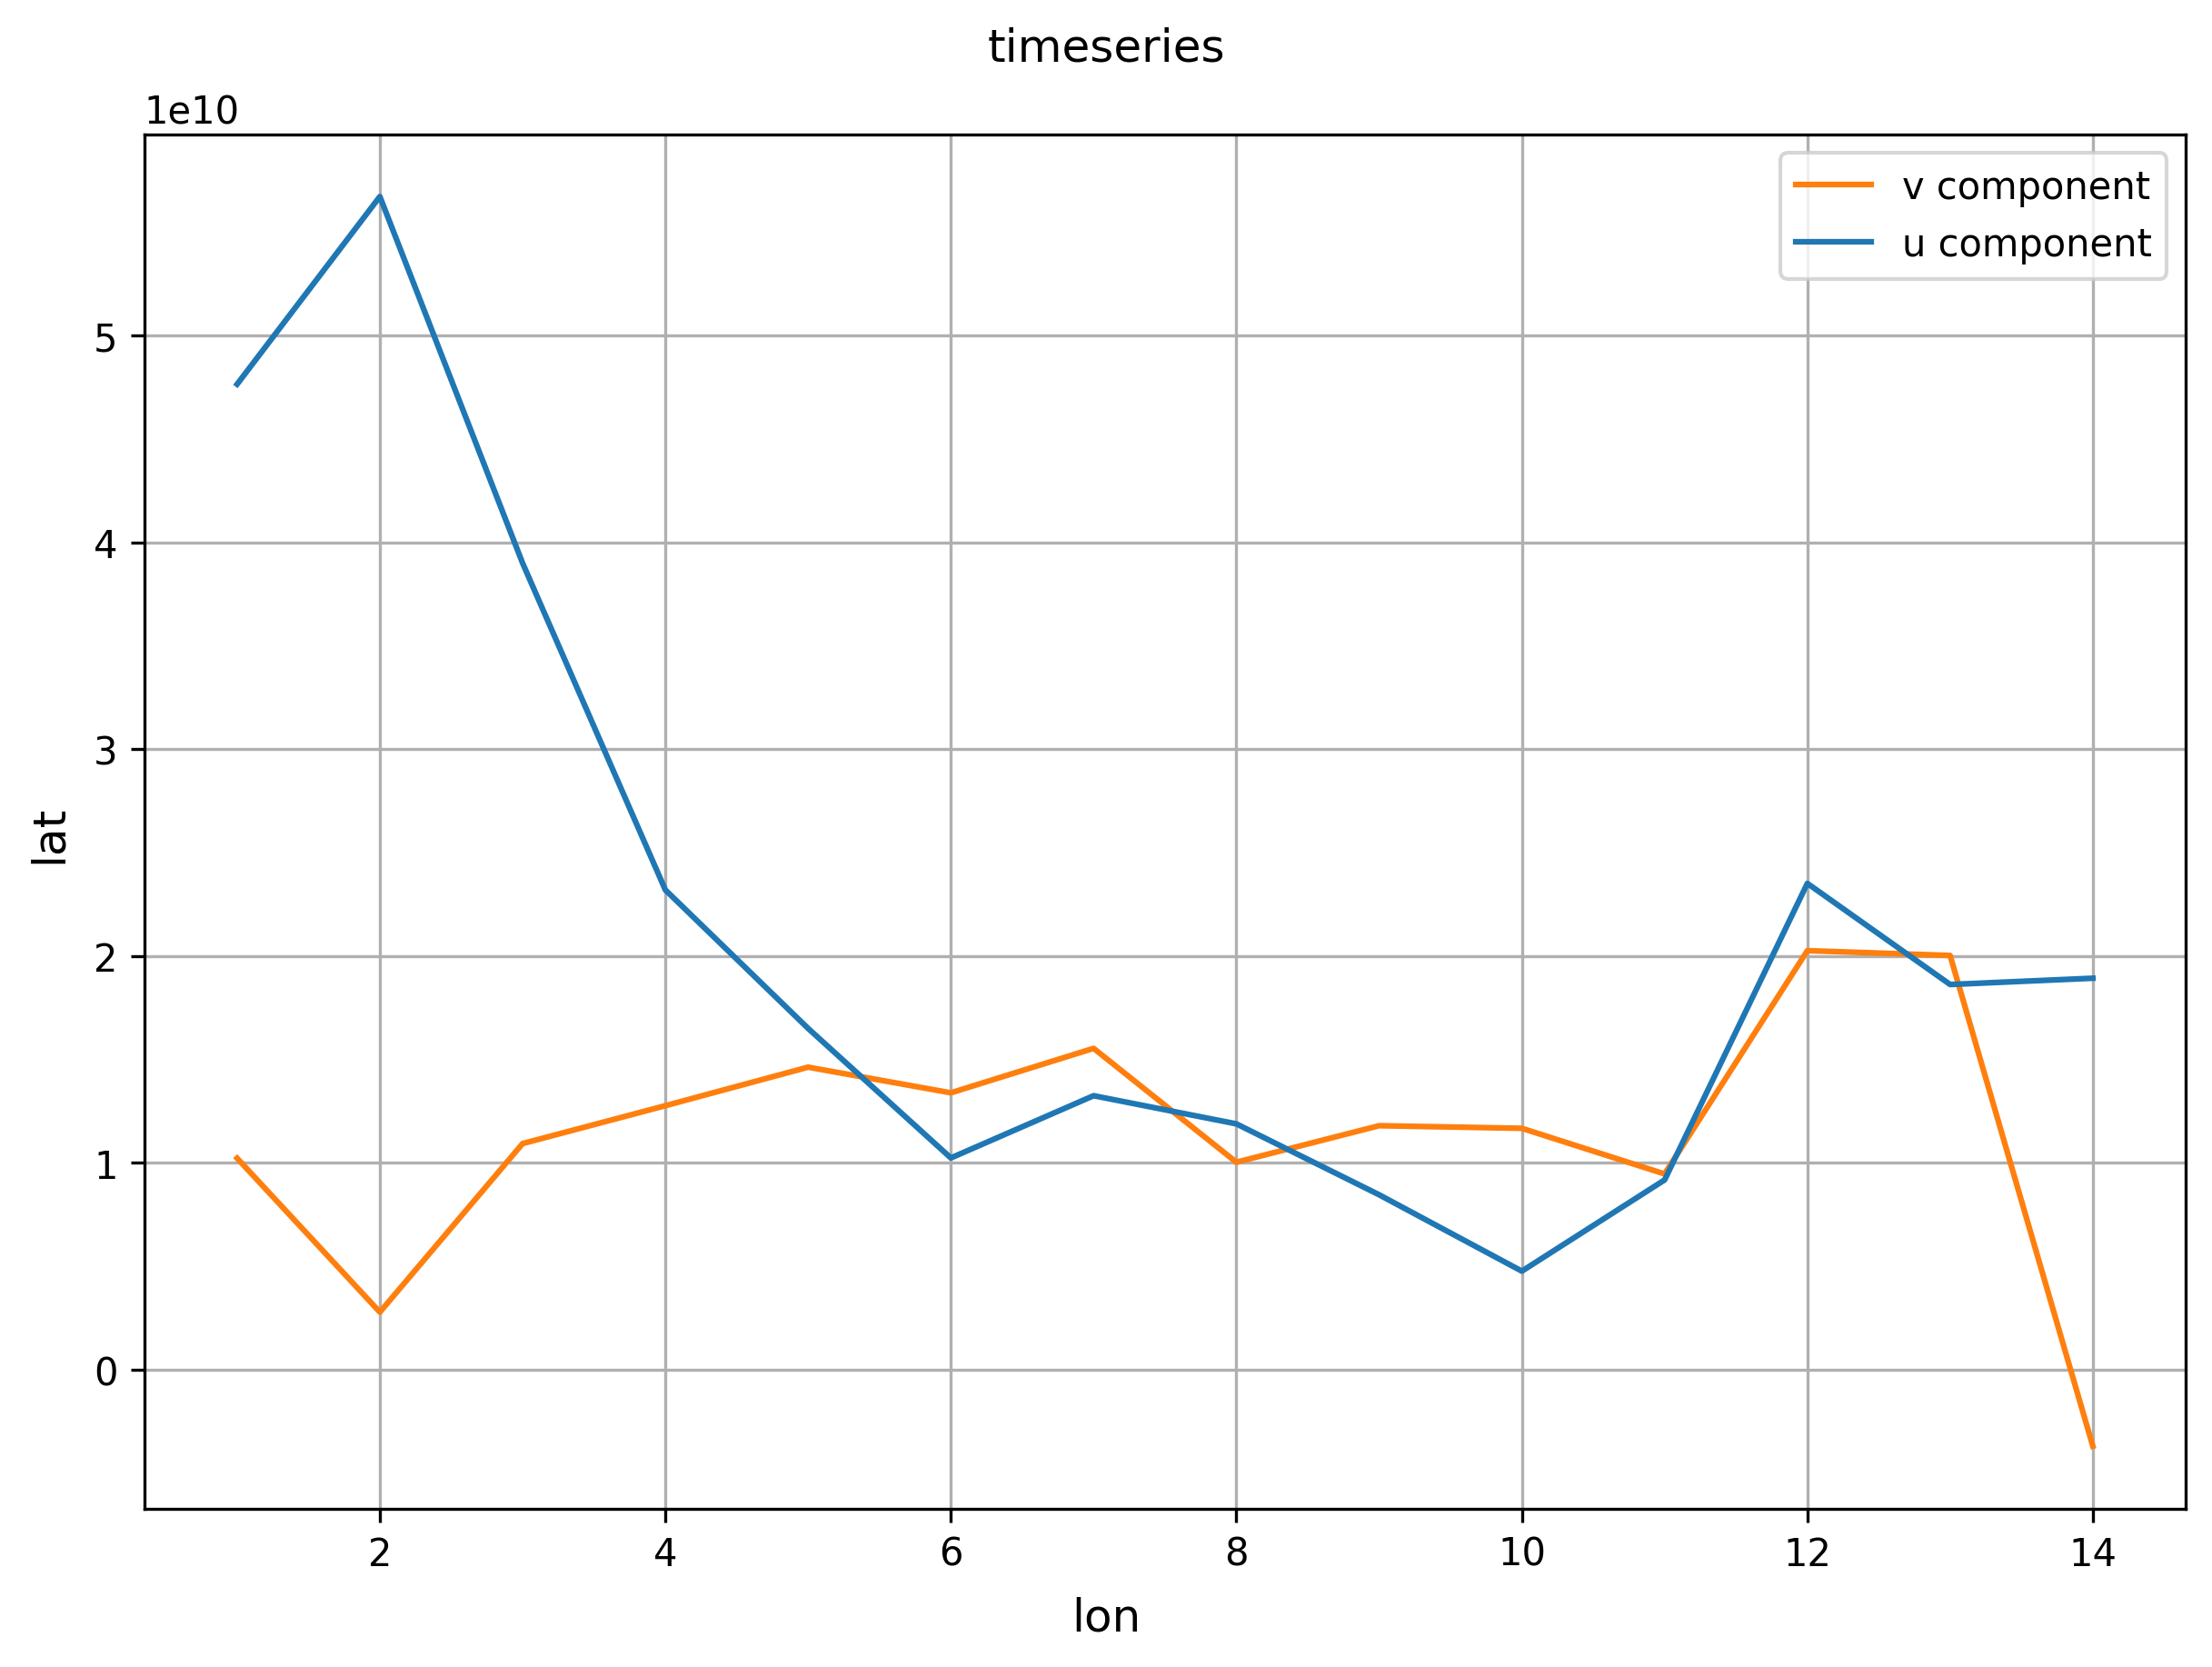 timeseries
1e10
v component
u component
5
4
3
2
1
0
lat
2 4 6 8 10 12 14
lon